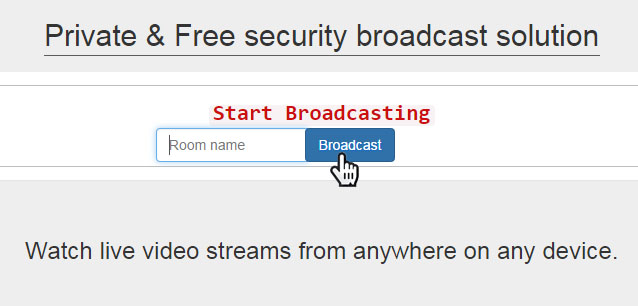 Private & Free security broadcast solution
Start Broadcasting
Room name
Broadcast
Watch live video streams from anywhere on any device.